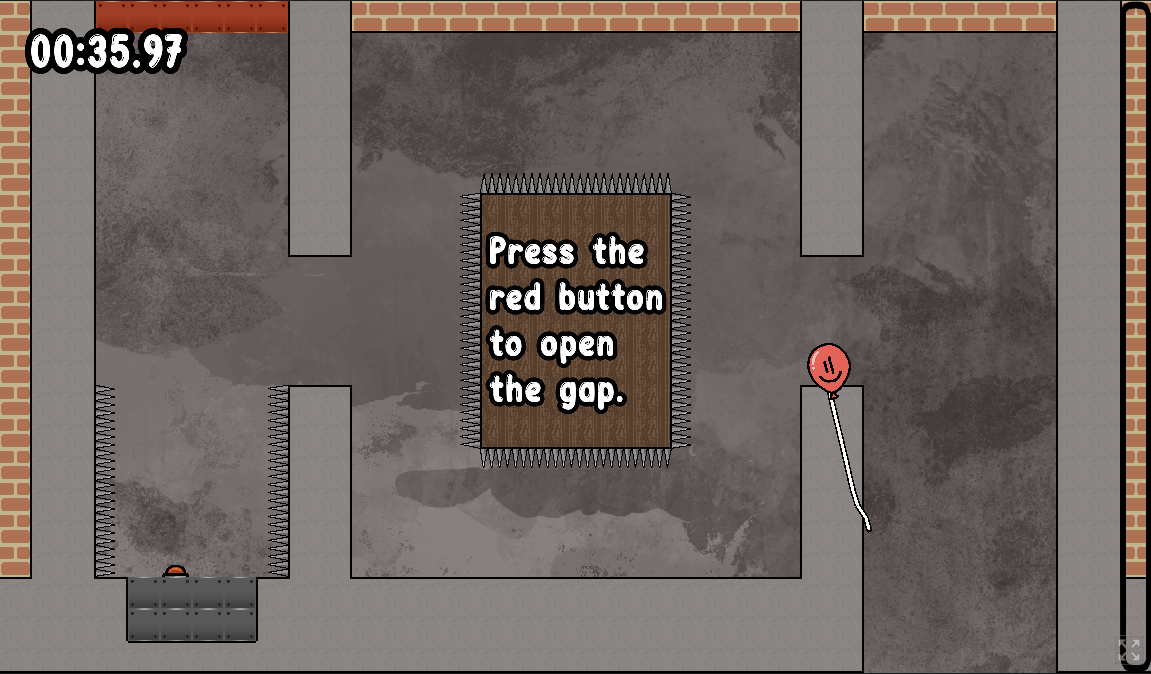 00:35.97
Press the
red button
to open
the gap.